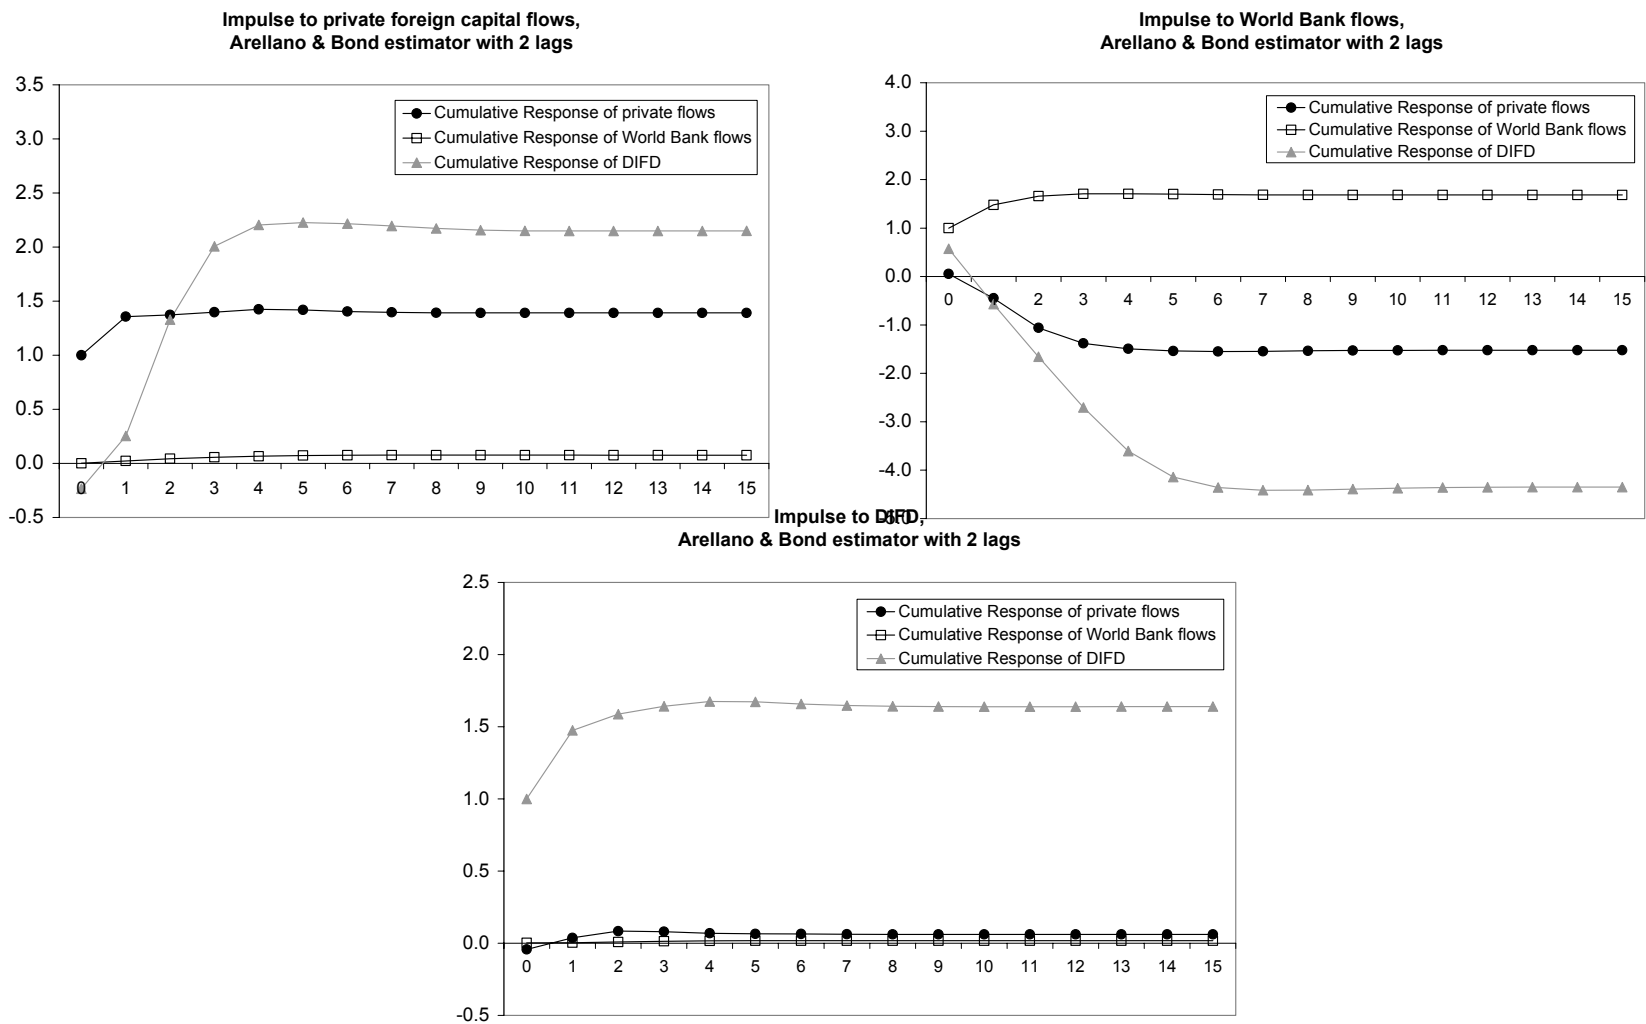 Impulse to private foreign capital flows,
Arellano & Bond estimator with 2 lags
3.5
3.0
2.5
2.0
1.5
1.0
0.5
0.0
-0.5
Cumulative Response of private flows
Cumulative Response of World Bank flows
Cumulative Response of DIFD
0 1 2 3 4 5 6 7 8 9 10 11 12 13 14 15
Impulse to World Bank flows,
Arellano & Bond estimator with 2 lags
4.0
3.0
2.0
1.0
0.0
-1.0
-2.0
-3.0
-4.0
-5.0
Cumulative Response of private flows
Cumulative Response of World Bank flows
Cumulative Response of DIFD
0 1 2 3 4 5 6 7 8 9 10 11 12 13 14 15
Impulse to DIFD,
Arellano & Bond estimator with 2 lags
2.5
2.0
1.5
1.0
0.5
0.0
-0.5
Cumulative Response of private flows
Cumulative Response of World Bank flows
Cumulative Response of DIFD
0 1 2 3 4 5 6 7 8 9 10 11 12 13 14 15